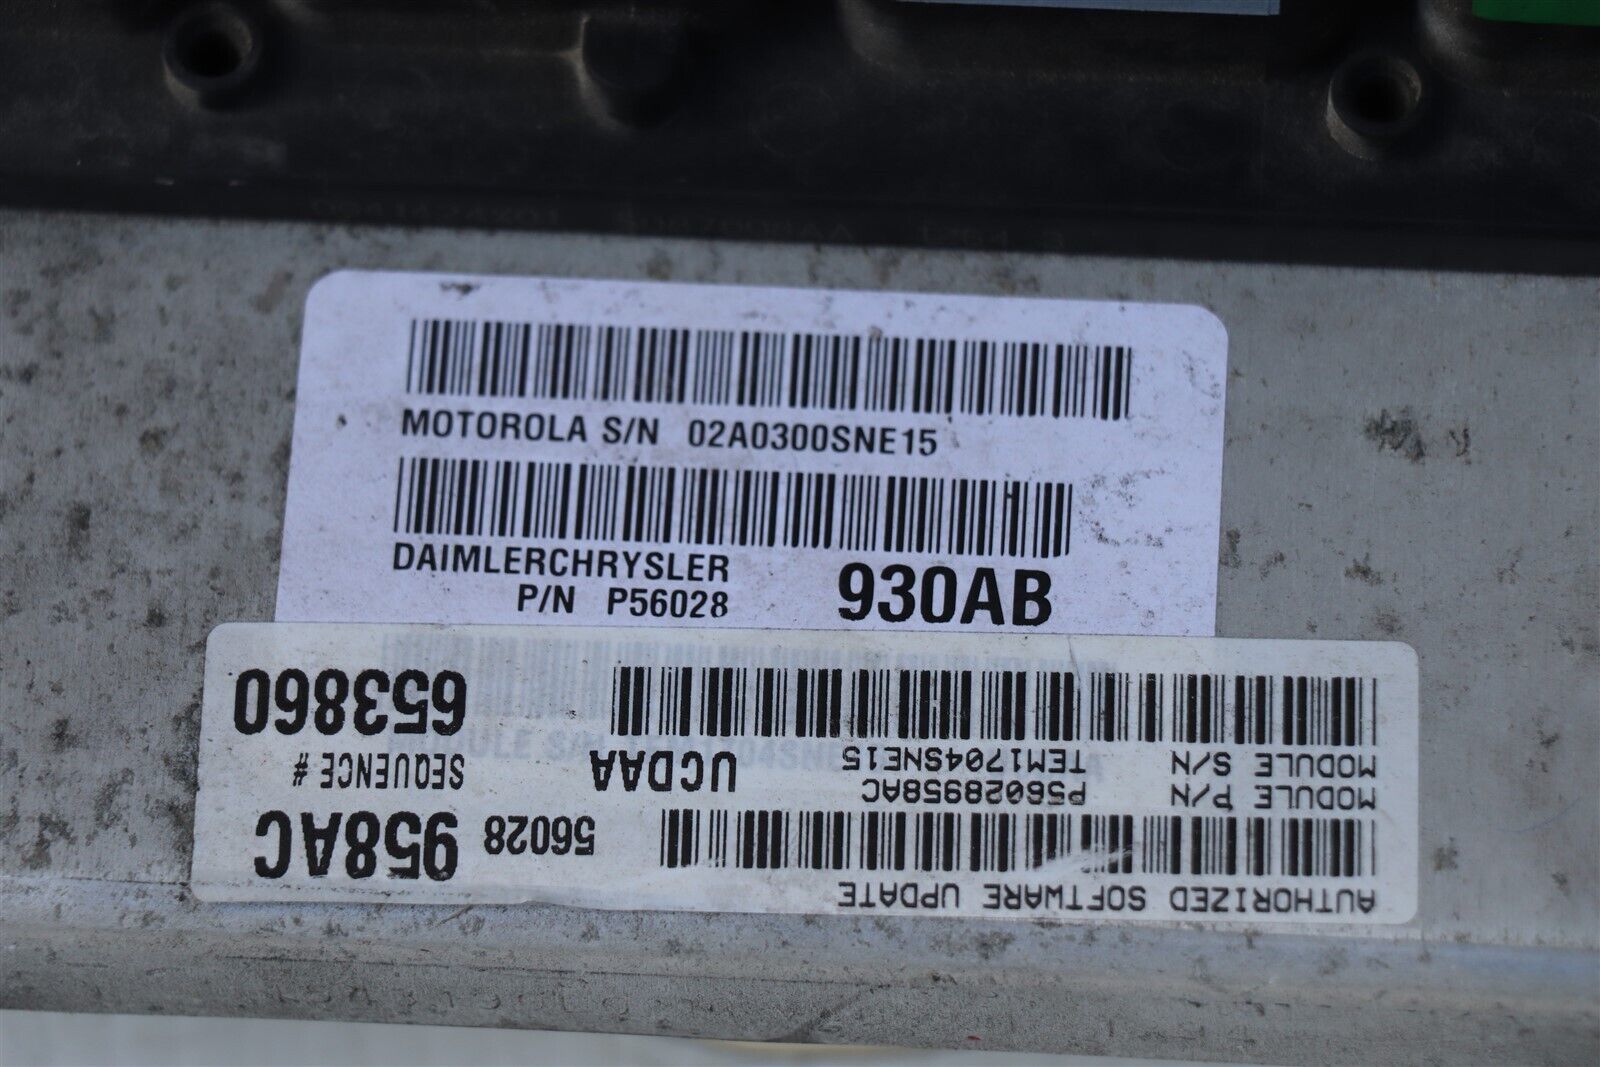 MOTOROLA S/N 02A0300SNE15
DAIMLERCHRYSLER
P/N P56028 930AB
AUTHORIZED SOFTWARE UPDATE
56028 958AC
MODULE P/N P56028958AC
MODULE S/N TEM1704SNE15
UCDAA
SEQUENCE #
653860